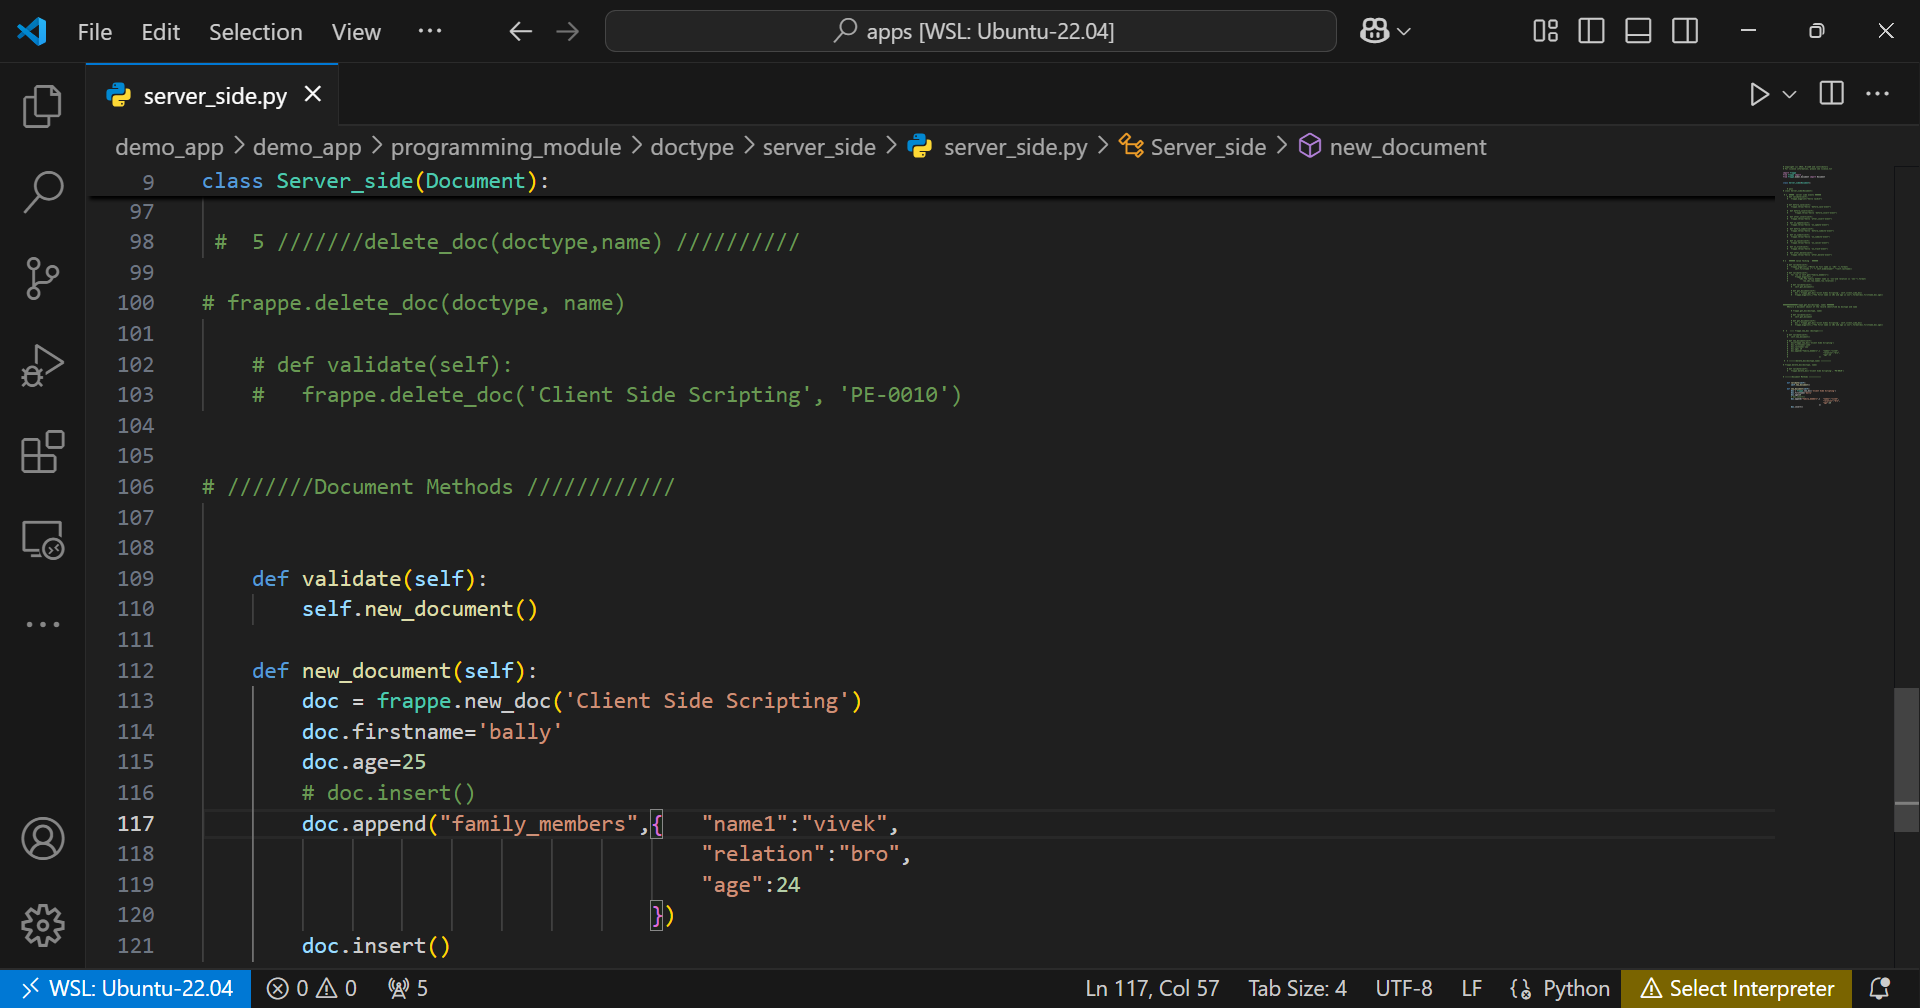 File Edit Selection View ··· apps [WSL: Ubuntu-22.04]
server_side.py
demo_app > demo_app > programming_module > doctype > server_side > server_side.py > Server_side > new_document
9 class Server_side(Document):
97
98 # 5 ///////delete_doc(doctype,name) //////////
99
100 # frappe.delete_doc(doctype, name)
101
102 # def validate(self):
103 # frappe.delete_doc('Client Side Scripting', 'PE-0010')
104
105
106 # ///////Document Methods ////////////
107
108
109 def validate(self):
110 self.new_document()
111
112 def new_document(self):
113 doc = frappe.new_doc('Client Side Scripting')
114 doc.firstname='bally'
115 doc.age=25
116 # doc.insert()
117 doc.append("family_members",{ "name1":"vivek",
118 "relation":"bro",
119 "age":24
120 })
121 doc.insert()
WSL: Ubuntu-22.04 0 0 5 Ln 117, Col 57 Tab Size: 4 UTF-8 LF Python Select Interpreter